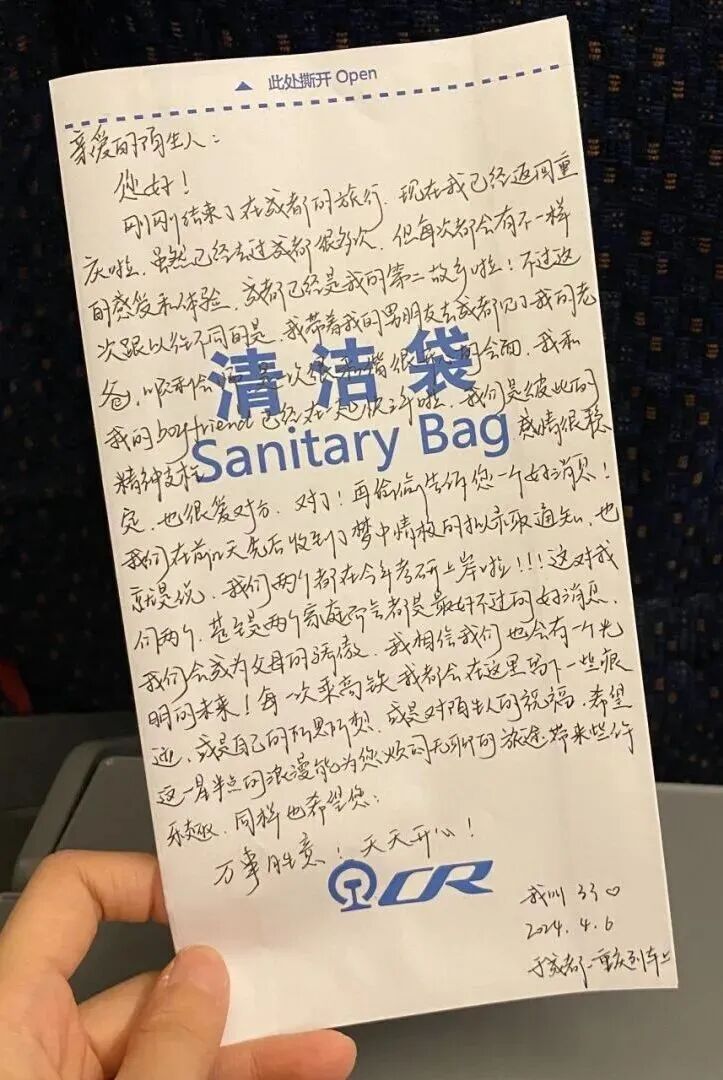 此处撕开 Open
亲爱的陌生人：
您好！
刚刚结束了在成都的旅行，现在我已经返回重
庆啦，虽然已经去过成都很多次，但每次都会有不一样
的感受和体验，成都已经是我的第二故乡啦！不过这
次跟以往不同的是，我带着我的男朋友去成都见了我的老
爸，顺利会 一次很 很 的会面，我和
我的boyfriend已经在一起快三年啦，我们是彼此的
精神支柱 感情很稳
定，也很爱对方，对了！再给您告诉您一个好消息！
我们在前几天先后收到了梦中情校的拟录取通知，也
就是说，我们两个都在今年考研上岸啦！！！这对我
们两个，甚至是两个家庭而言都是最好不过的好消息，
我们会成为父母的骄傲，我相信我们也会有一个光
明的未来！每一次乘高铁我都会在这里留下一些痕
迹，或是自己的所思所想，或是对陌生人的祝福，希望
这一星半点的浪漫能为您 无聊的旅途带来些许
乐趣，同样也希望您：
万事胜意！天天开心！
清洁袋
Sanitary Bag
CR
我叫 ♡
2024.4.6
于成都-重庆列车上